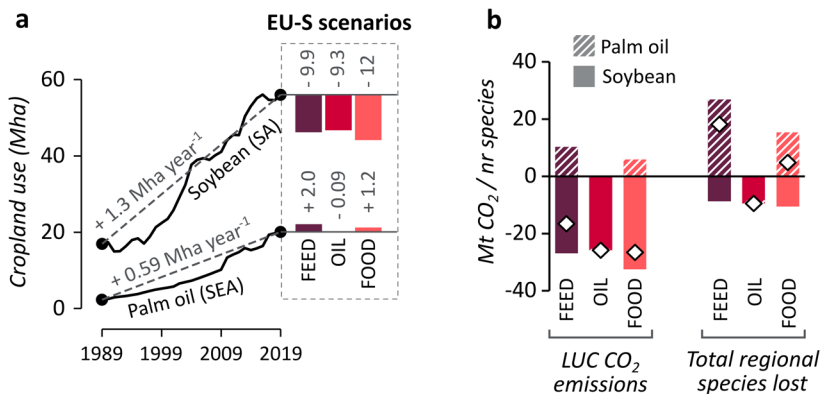 a
EU-S scenarios
Cropland use (Mha)
60
40
20
0
1989
1999
2009
2019
+ 1.3 Mha year⁻¹
Soybean (SA)
+ 0.59 Mha year⁻¹
Palm oil (SEA)
- 9.9
- 9.3
- 12
+ 2.0
- 0.09
+ 1.2
FEED
OIL
FOOD
b
Palm oil
Soybean
Mt CO₂ / nr species
40
20
0
-20
-40
FEED
OIL
FOOD
FEED
OIL
FOOD
LUC CO₂
emissions
Total regional
species lost